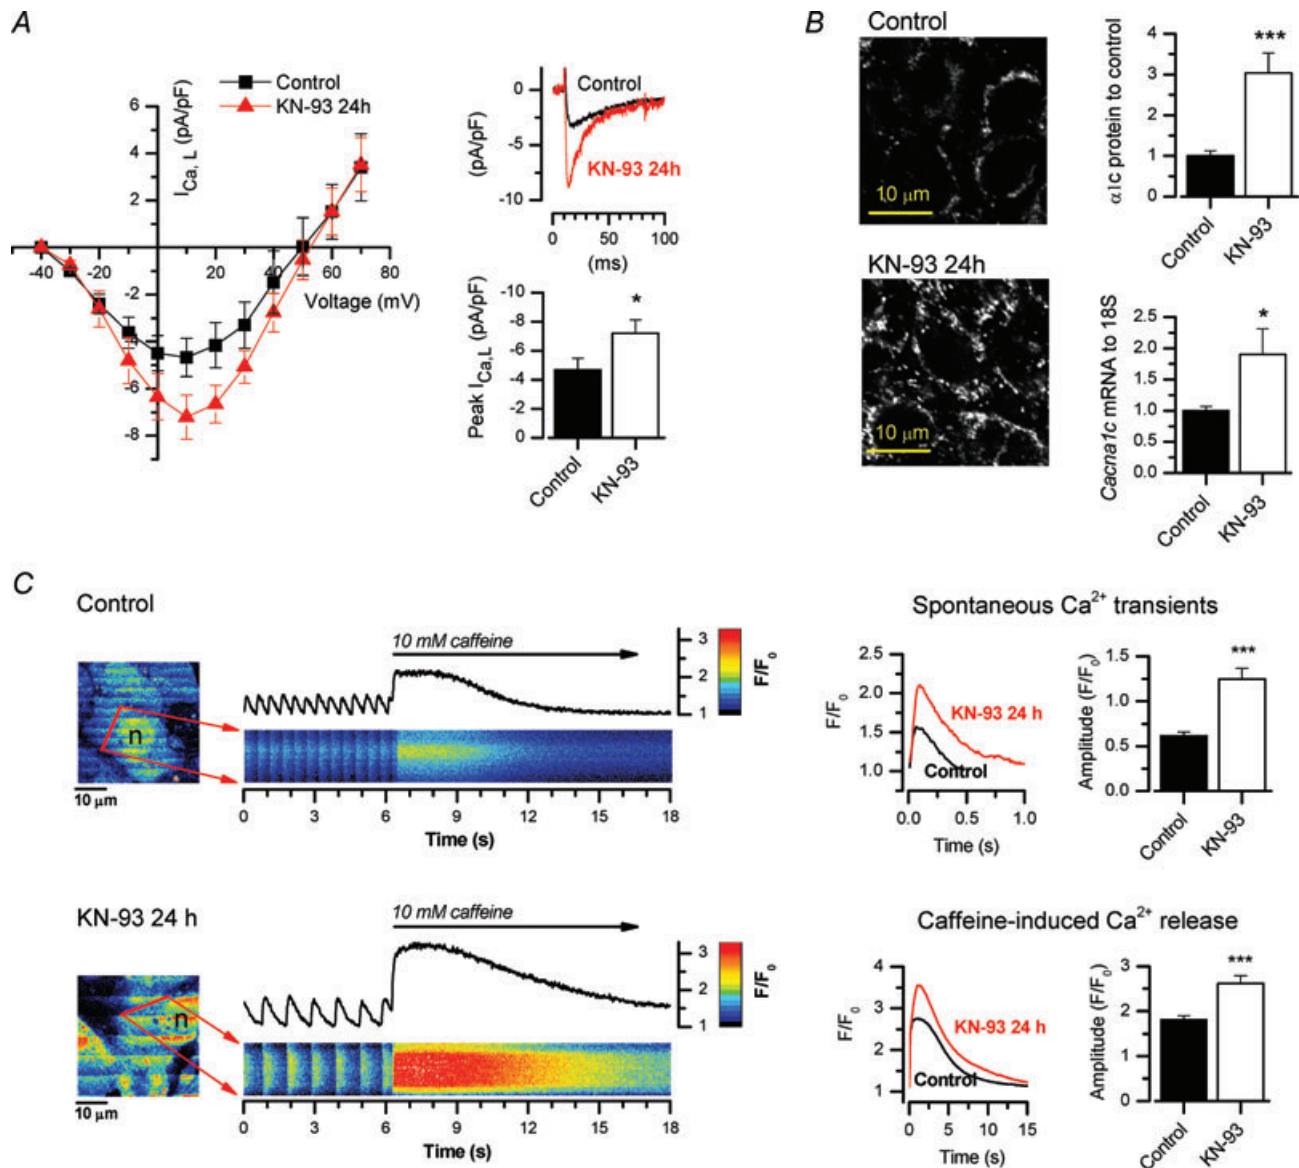 A
Control
KN-93 24h
I Ca, L (pA/pF)
6
4
2
-2
-4
-6
-8
-40 -20 20 40 60 80
Voltage (mV)
Control
KN-93 24h
(pA/pF)
0
-5
-10
0 50 100
(ms)
Peak I Ca,L (pA/pF)
-10
-8
-6
-4
-2
0
*
Control
KN-93
B
Control
10 μm
KN-93 24h
10 μm
α1c protein to control
4
3
2
1
0
***
Control
KN-93
Cacna1c mRNA to 18S
2.5
2.0
1.5
1.0
0.5
0.0
*
Control
KN-93
C
Control
n
10 μm
10 mM caffeine
3
2
1
F/F0
0 3 6 9 12 15 18
Time (s)
Spontaneous Ca2+ transients
F/F0
2.5
2.0
1.5
1.0
KN-93 24 h
Control
0.0 0.5 1.0
Time (s)
Amplitude (F/F0)
1.5
1.0
0.5
0.0
***
Control
KN-93
KN-93 24 h
n
10 μm
10 mM caffeine
3
2
1
F/F0
0 3 6 9 12 15 18
Time (s)
Caffeine-induced Ca2+ release
F/F0
4
3
2
1
KN-93 24 h
Control
0 5 10 15
Time (s)
Amplitude (F/F0)
3
2
1
0
***
Control
KN-93